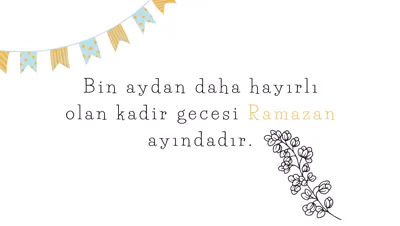 Bin aydan daha hayırlı
olan kadir gecesi Ramazan
ayındadır.